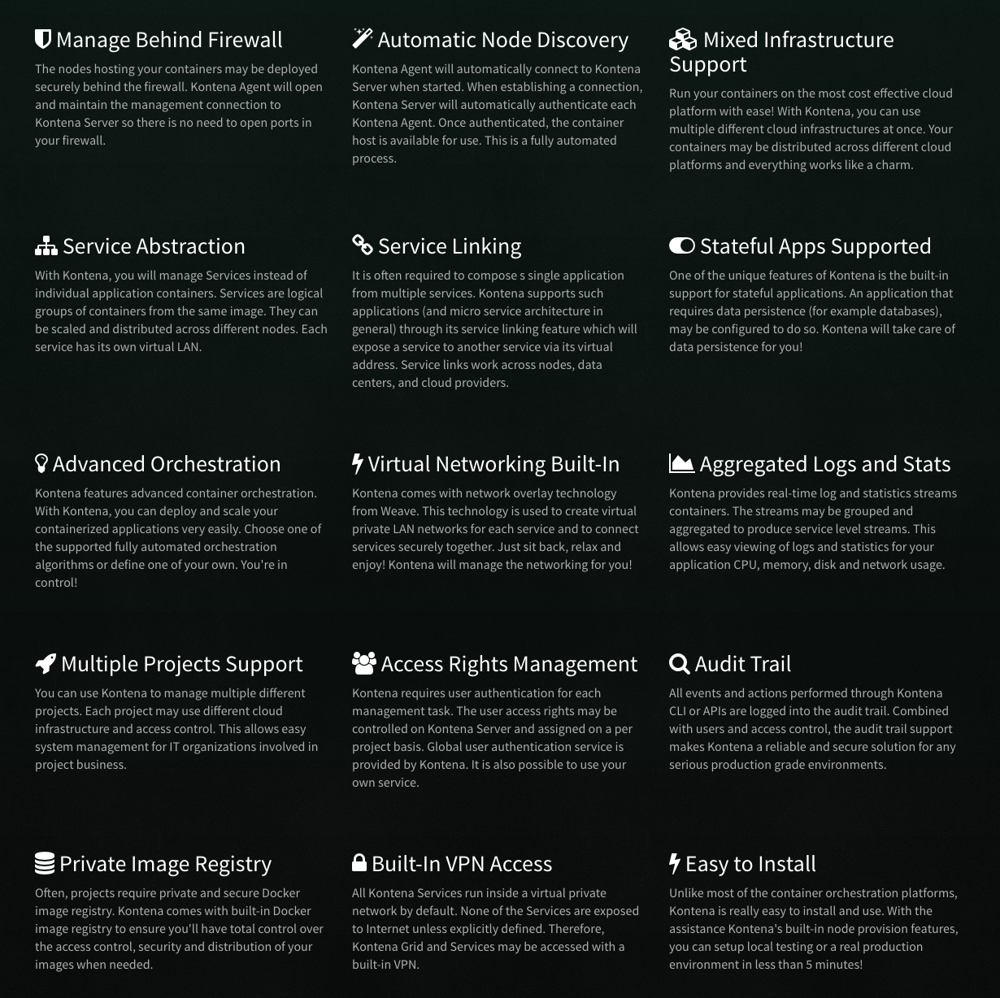 Manage Behind Firewall
The nodes hosting your containers may be deployed
securely behind the firewall. Kontena Agent will open
and maintain the management connection to
Kontena Server so there is no need to open ports in
your firewall.
Automatic Node Discovery
Kontena Agent will automatically connect to Kontena
Server when started. When establishing a connection,
Kontena Server will automatically authenticate each
Kontena Agent. Once authenticated, the container
host is available for use. This is a fully automated
process.
Mixed Infrastructure
Support
Run your containers on the most cost effective cloud
platform with ease! With Kontena, you can use
multiple different cloud infrastructures at once. Your
containers may be distributed across different cloud
platforms and everything works like a charm.
Service Abstraction
With Kontena, you will manage Services instead of
individual application containers. Services are logical
groups of containers from the same image. They can
be scaled and distributed across different nodes. Each
service has its own virtual LAN.
Service Linking
It is often required to compose s single application
from multiple services. Kontena supports such
applications (and micro service architecture in
general) through its service linking feature which will
expose a service to another service via its virtual
address. Service links work across nodes, data
centers, and cloud providers.
Stateful Apps Supported
One of the unique features of Kontena is the built-in
support for stateful applications. An application that
requires data persistence (for example databases),
may be configured to do so. Kontena will take care of
data persistence for you!
Advanced Orchestration
Kontena features advanced container orchestration.
With Kontena, you can deploy and scale your
containerized applications very easily. Choose one of
the supported fully automated orchestration
algorithms or define one of your own. You're in
control!
Virtual Networking Built-In
Kontena comes with network overlay technology
from Weave. This technology is used to create virtual
private LAN networks for each service and to connect
services securely together. Just sit back, relax and
enjoy! Kontena will manage the networking for you!
Aggregated Logs and Stats
Kontena provides real-time log and statistics streams
containers. The streams may be grouped and
aggregated to produce service level streams. This
allows easy viewing of logs and statistics for your
application CPU, memory, disk and network usage.
Multiple Projects Support
You can use Kontena to manage multiple different
projects. Each project may use different cloud
infrastructure and access control. This allows easy
system management for IT organizations involved in
project business.
Access Rights Management
Kontena requires user authentication for each
management task. The user access rights may be
controlled on Kontena Server and assigned on a per
project basis. Global user authentication service is
provided by Kontena. It is also possible to use your
own service.
Audit Trail
All events and actions performed through Kontena
CLI or APIs are logged into the audit trail. Combined
with users and access control, the audit trail support
makes Kontena a reliable and secure solution for any
serious production grade environments.
Private Image Registry
Often, projects require private and secure Docker
image registry. Kontena comes with built-in Docker
image registry to ensure you'll have total control over
the access control, security and distribution of your
images when needed.
Built-In VPN Access
All Kontena Services run inside a virtual private
network by default. None of the Services are exposed
to Internet unless explicitly defined. Therefore,
Kontena Grid and Services may be accessed with a
built-in VPN.
Easy to Install
Unlike most of the container orchestration platforms,
Kontena is really easy to install and use. With the
assistance Kontena's built-in node provision features,
you can setup local testing or a real production
environment in less than 5 minutes!